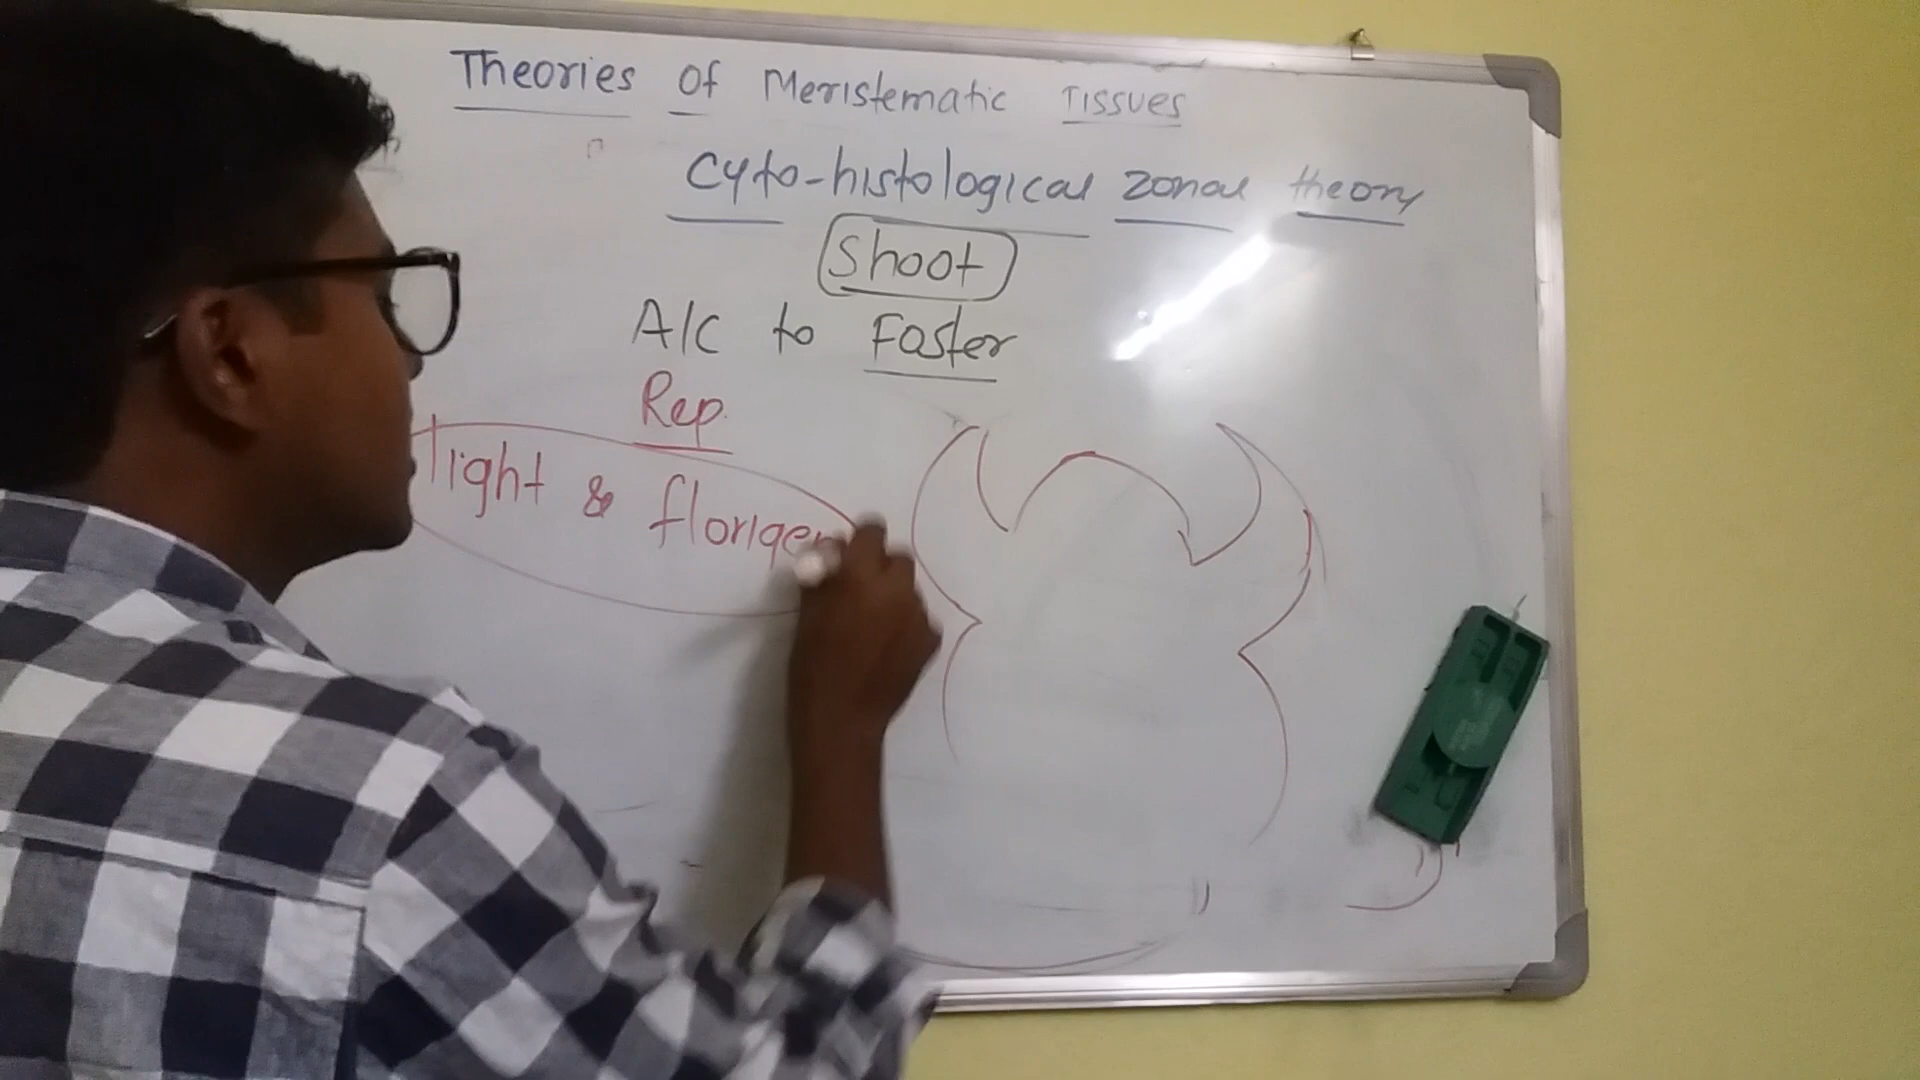 Theories of Meristematic Tissues
Cyto-histological zonal theory
Shoot
A/C to Foster
Rep.
light & florigen